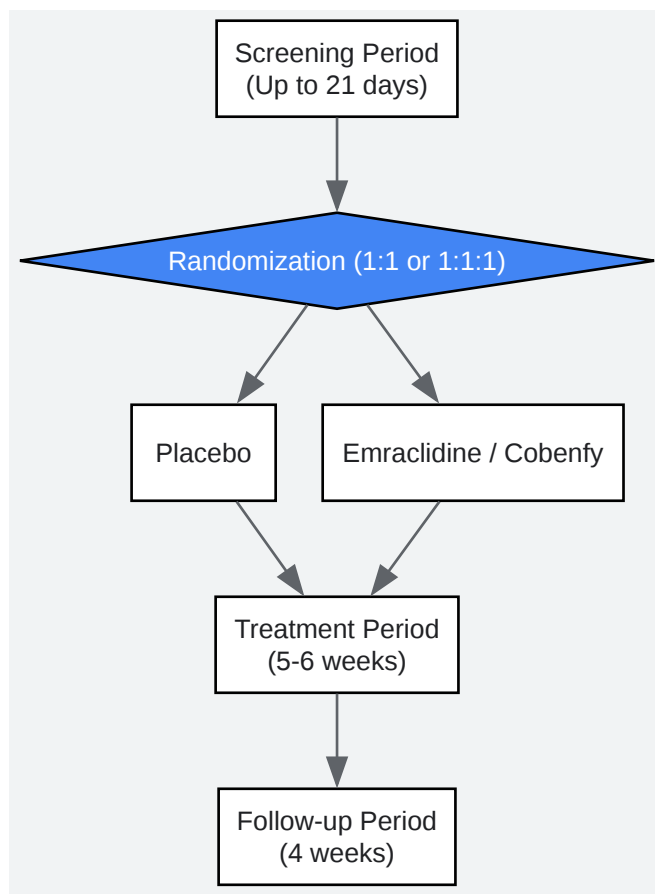 Screening Period
(Up to 21 days)
Randomization (1:1 or 1:1:1)
Placebo
Emraclidine / Cobenfy
Treatment Period
(5-6 weeks)
Follow-up Period
(4 weeks)